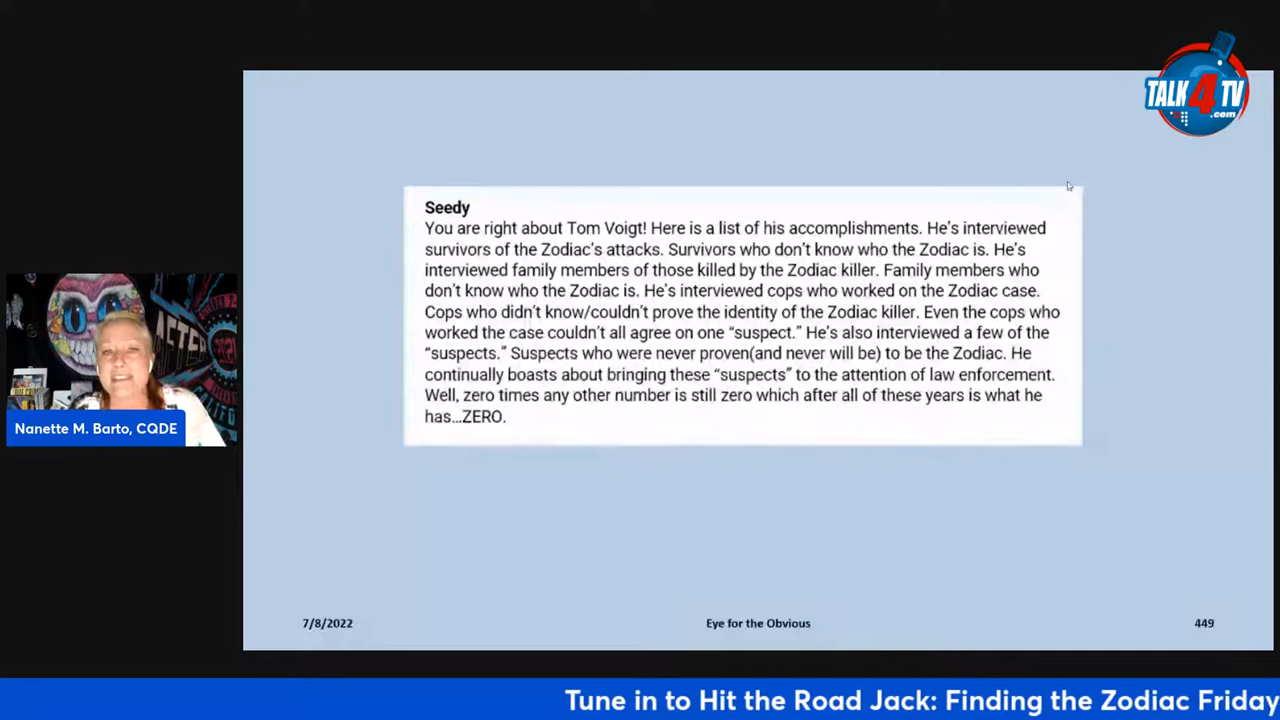 TALK4TV
.com
Seedy
You are right about Tom Voigt! Here is a list of his accomplishments. He's interviewed
survivors of the Zodiac's attacks. Survivors who don't know who the Zodiac is. He's
interviewed family members of those killed by the Zodiac killer. Family members who
don't know who the Zodiac is. He's interviewed cops who worked on the Zodiac case.
Cops who didn't know/couldn't prove the identity of the Zodiac killer. Even the cops who
worked the case couldn't all agree on one “suspect.” He's also interviewed a few of the
“suspects.” Suspects who were never proven(and never will be) to be the Zodiac. He
continually boasts about bringing these “suspects” to the attention of law enforcement.
Well, zero times any other number is still zero which after all of these years is what he
has...ZERO.
AFTER
Nanette M. Barto, CQDE
7/8/2022 Eye for the Obvious 449
Tune in to Hit the Road Jack: Finding the Zodiac Friday